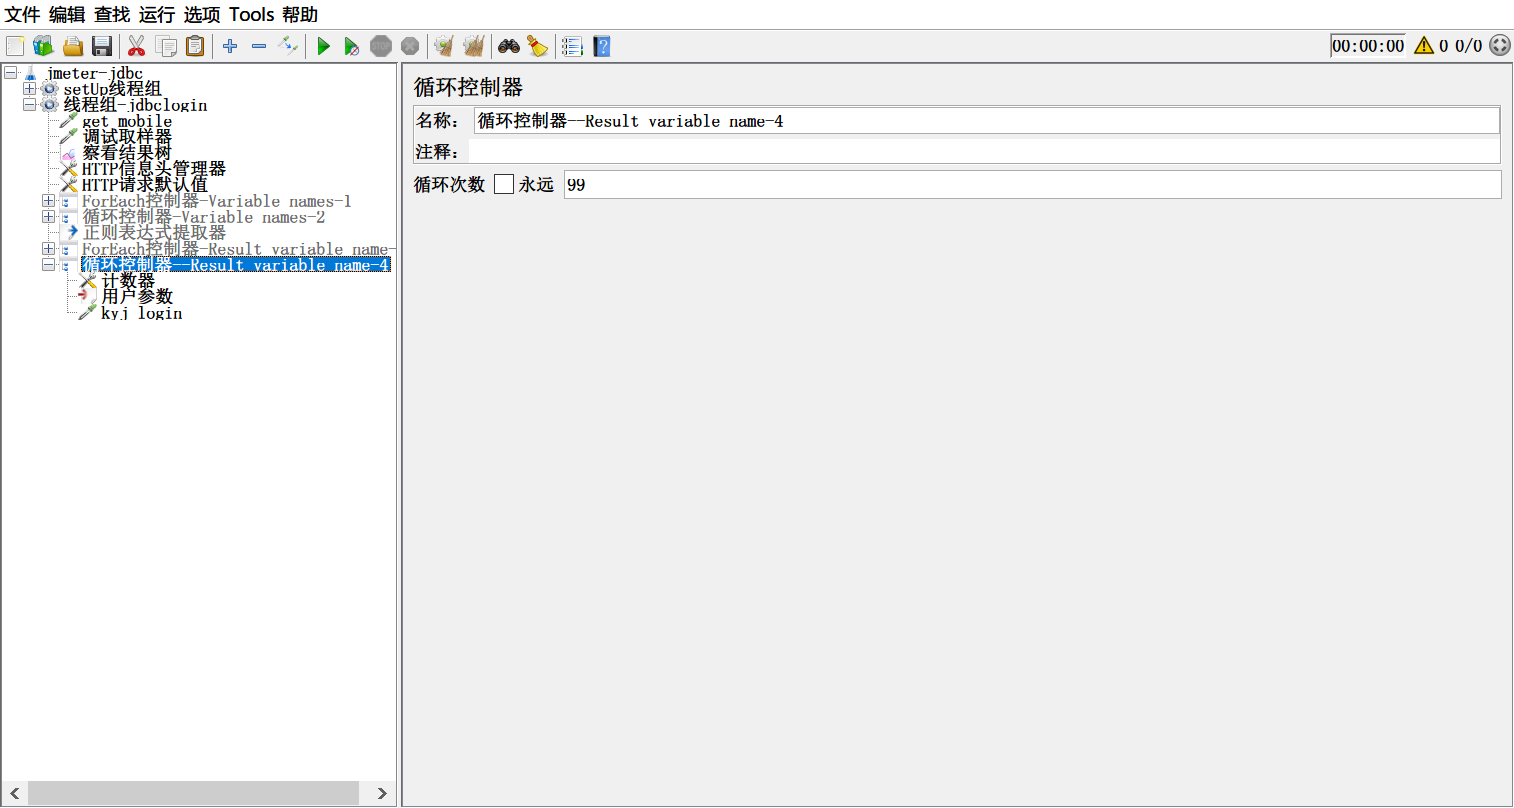 文件 编辑 查找 运行 选项 Tools 帮助
STOP
00:00:00 0 0/0
jmeter-jdbc
setUp线程组
线程组-jdbclogin
get mobile
调试取样器
察看结果树
HTTP信息头管理器
HTTP请求默认值
ForEach控制器-Variable names-1
循环控制器-Variable names-2
正则表达式提取器
ForEach控制器-Result variable name-
循环控制器--Result variable name-4
计数器
用户参数
kyj login
循环控制器
名称： 循环控制器--Result variable name-4
注释：
循环次数 永远 99